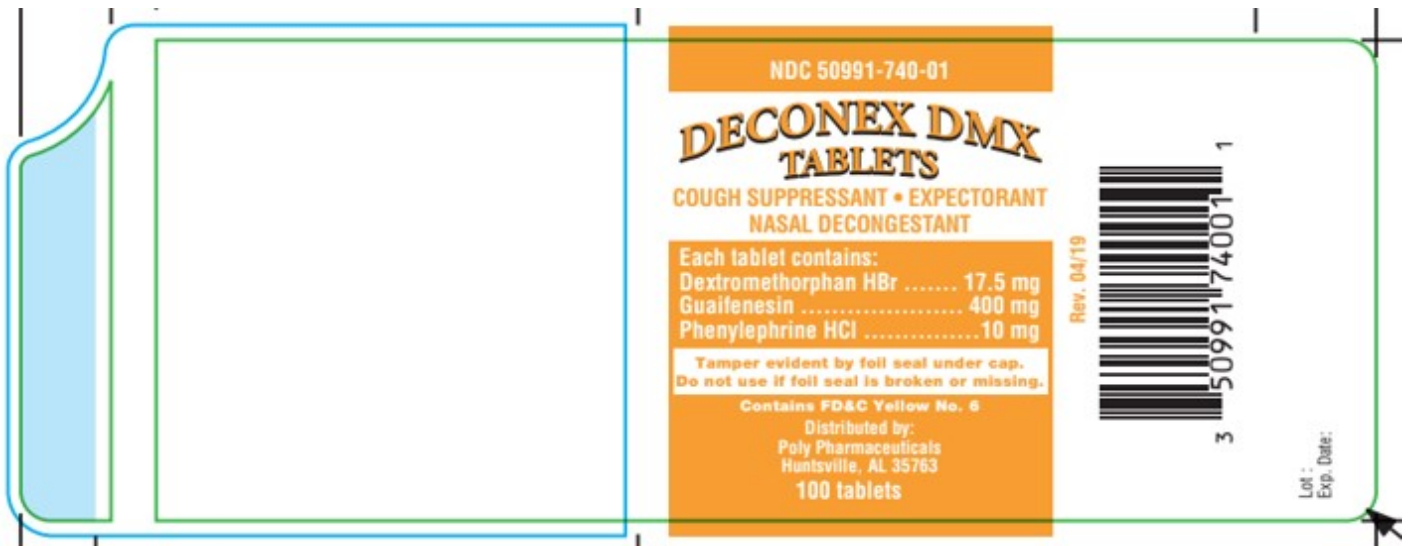 NDC 50991-740-01
DECONEX DMX
TABLETS
COUGH SUPPRESSANT • EXPECTORANT
NASAL DECONGESTANT
Each tablet contains:
Dextromethorphan HBr ....... 17.5 mg
Guaifenesin ...................... 400 mg
Phenylephrine HCl ...............10 mg
Tamper evident by foil seal under cap.
Do not use if foil seal is broken or missing.
Contains FD&C Yellow No. 6
Distributed by:
Poly Pharmaceuticals
Huntsville, AL 35763
100 tablets
Rev. 04/19
3 50991 74001 1
Lot :
Exp. Date: